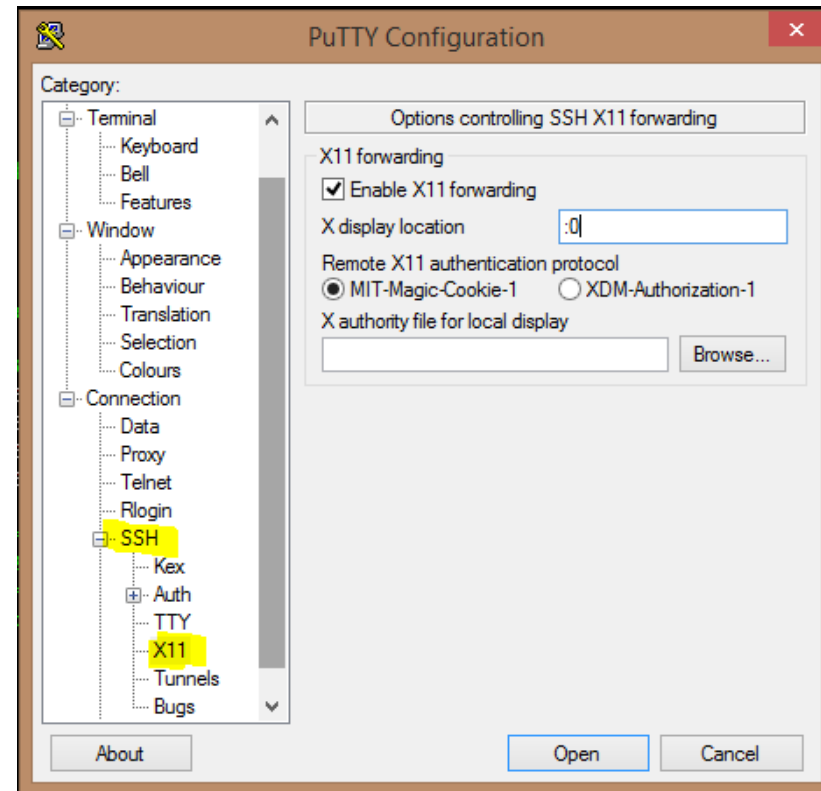 PuTTY Configuration
Category:
Terminal
Keyboard
Bell
Features
Window
Appearance
Behaviour
Translation
Selection
Colours
Connection
Data
Proxy
Telnet
Rlogin
SSH
Kex
Auth
TTY
X11
Tunnels
Bugs
Options controlling SSH X11 forwarding
X11 forwarding
Enable X11 forwarding
X display location :0
Remote X11 authentication protocol
MIT-Magic-Cookie-1 XDM-Authorization-1
X authority file for local display
Browse...
About Open Cancel